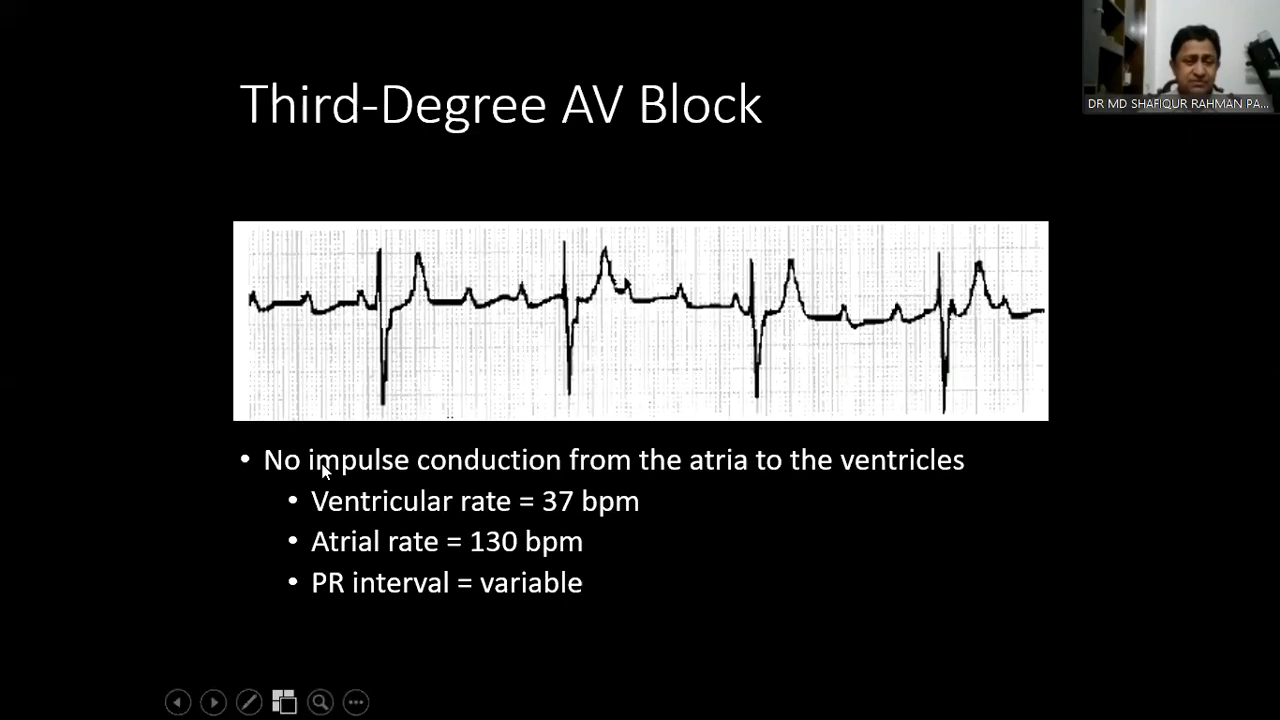 DR MD SHAFIQUR RAHMAN PA...
Third-Degree AV Block
• No impulse conduction from the atria to the ventricles
• Ventricular rate = 37 bpm
• Atrial rate = 130 bpm
• PR interval = variable